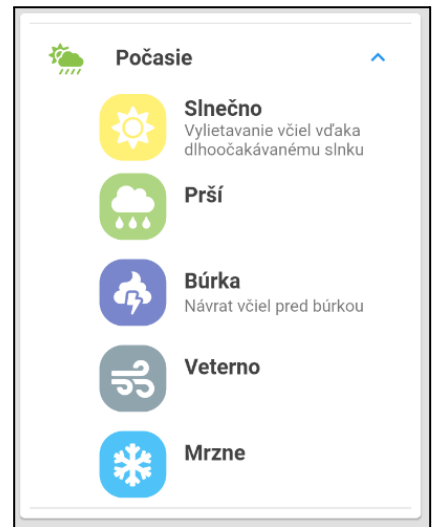 Počasie
Slnečno
Vylietavanie včiel vďaka
dlhoočakávanému slnku
Prší
Búrka
Návrat včiel pred búrkou
Veterno
Mrzne